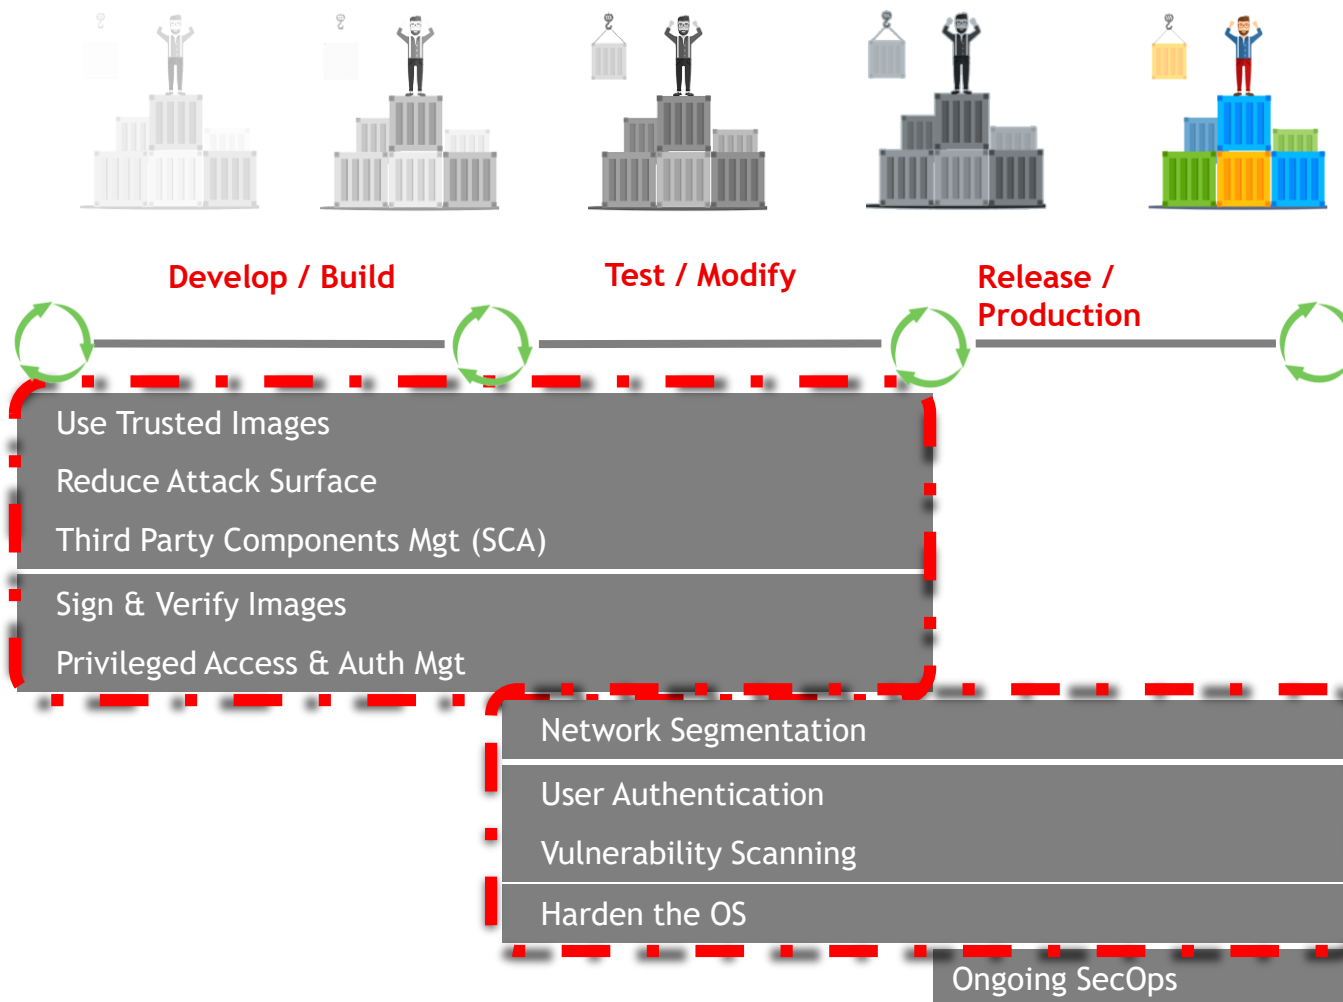 Develop / Build
Test / Modify
Release /
Production
Use Trusted Images
Reduce Attack Surface
Third Party Components Mgt (SCA)
Sign & Verify Images
Privileged Access & Auth Mgt
Network Segmentation
User Authentication
Vulnerability Scanning
Harden the OS
Ongoing SecOps